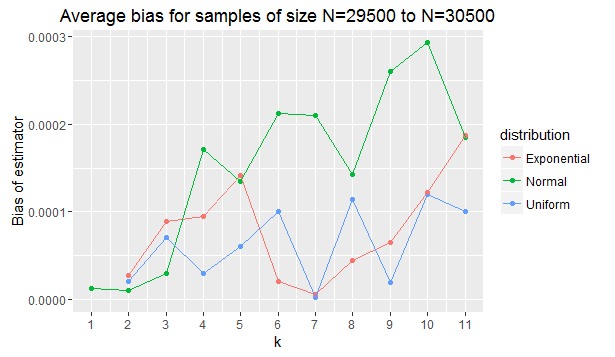 Average bias for samples of size N=29500 to N=30500
0.0003
0.0002
0.0001
0.0000
Bias of estimator
1 2 3 4 5 6 7 8 9 10 11
k
distribution
Exponential
Normal
Uniform